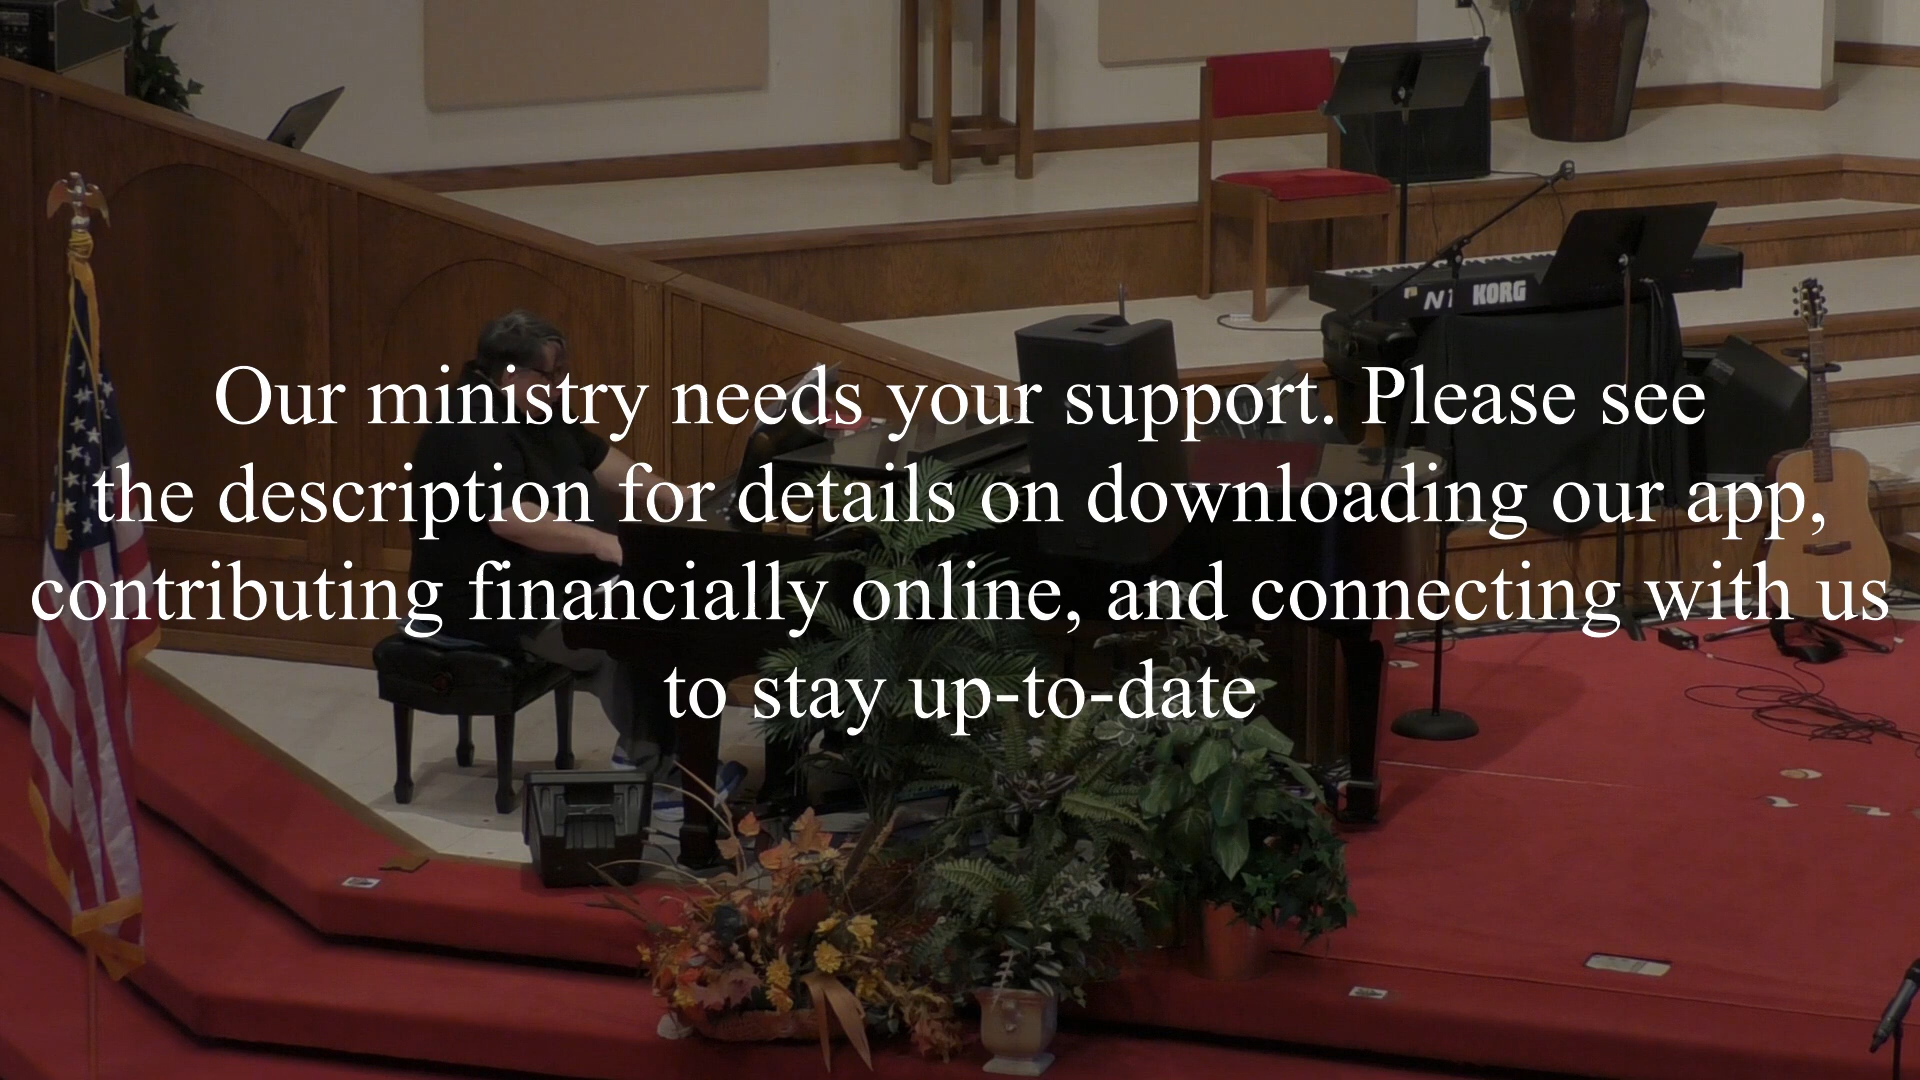 N1 KORG
Our ministry needs your support. Please see
the description for details on downloading our app,
contributing financially online, and connecting with us
to stay up-to-date